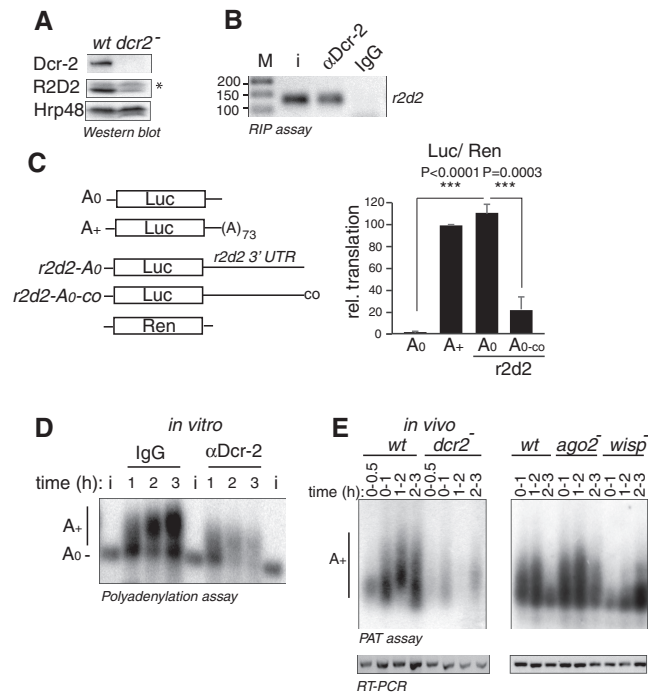 A
wt dcr2-
Dcr-2
R2D2
*
Hrp48
Western blot
B
M i αDcr-2 IgG
200
150
100
r2d2
RIP assay
C
A0 Luc
A+ Luc (A)73
r2d2-A0 Luc r2d2 3' UTR
r2d2-A0-co Luc co
Ren
Luc/ Ren
P<0.0001 P=0.0003
*** ***
rel. translation
120
100
80
60
40
20
0
A0 A+ A0 A0-co
r2d2
D
in vitro
IgG αDcr-2
time (h): i 1 2 3 i 1 2 3 i
A+
A0 -
Polyadenylation assay
E
in vivo
wt dcr2- wt ago2- wisp-
time (h): 0-0.5 0-1 1-2 2-3 0-0.5 0-1 1-2 2-3 0-1 1-2 2-3 0-1 1-2 2-3 0-1 1-2 2-3
A+
PAT assay
RT-PCR